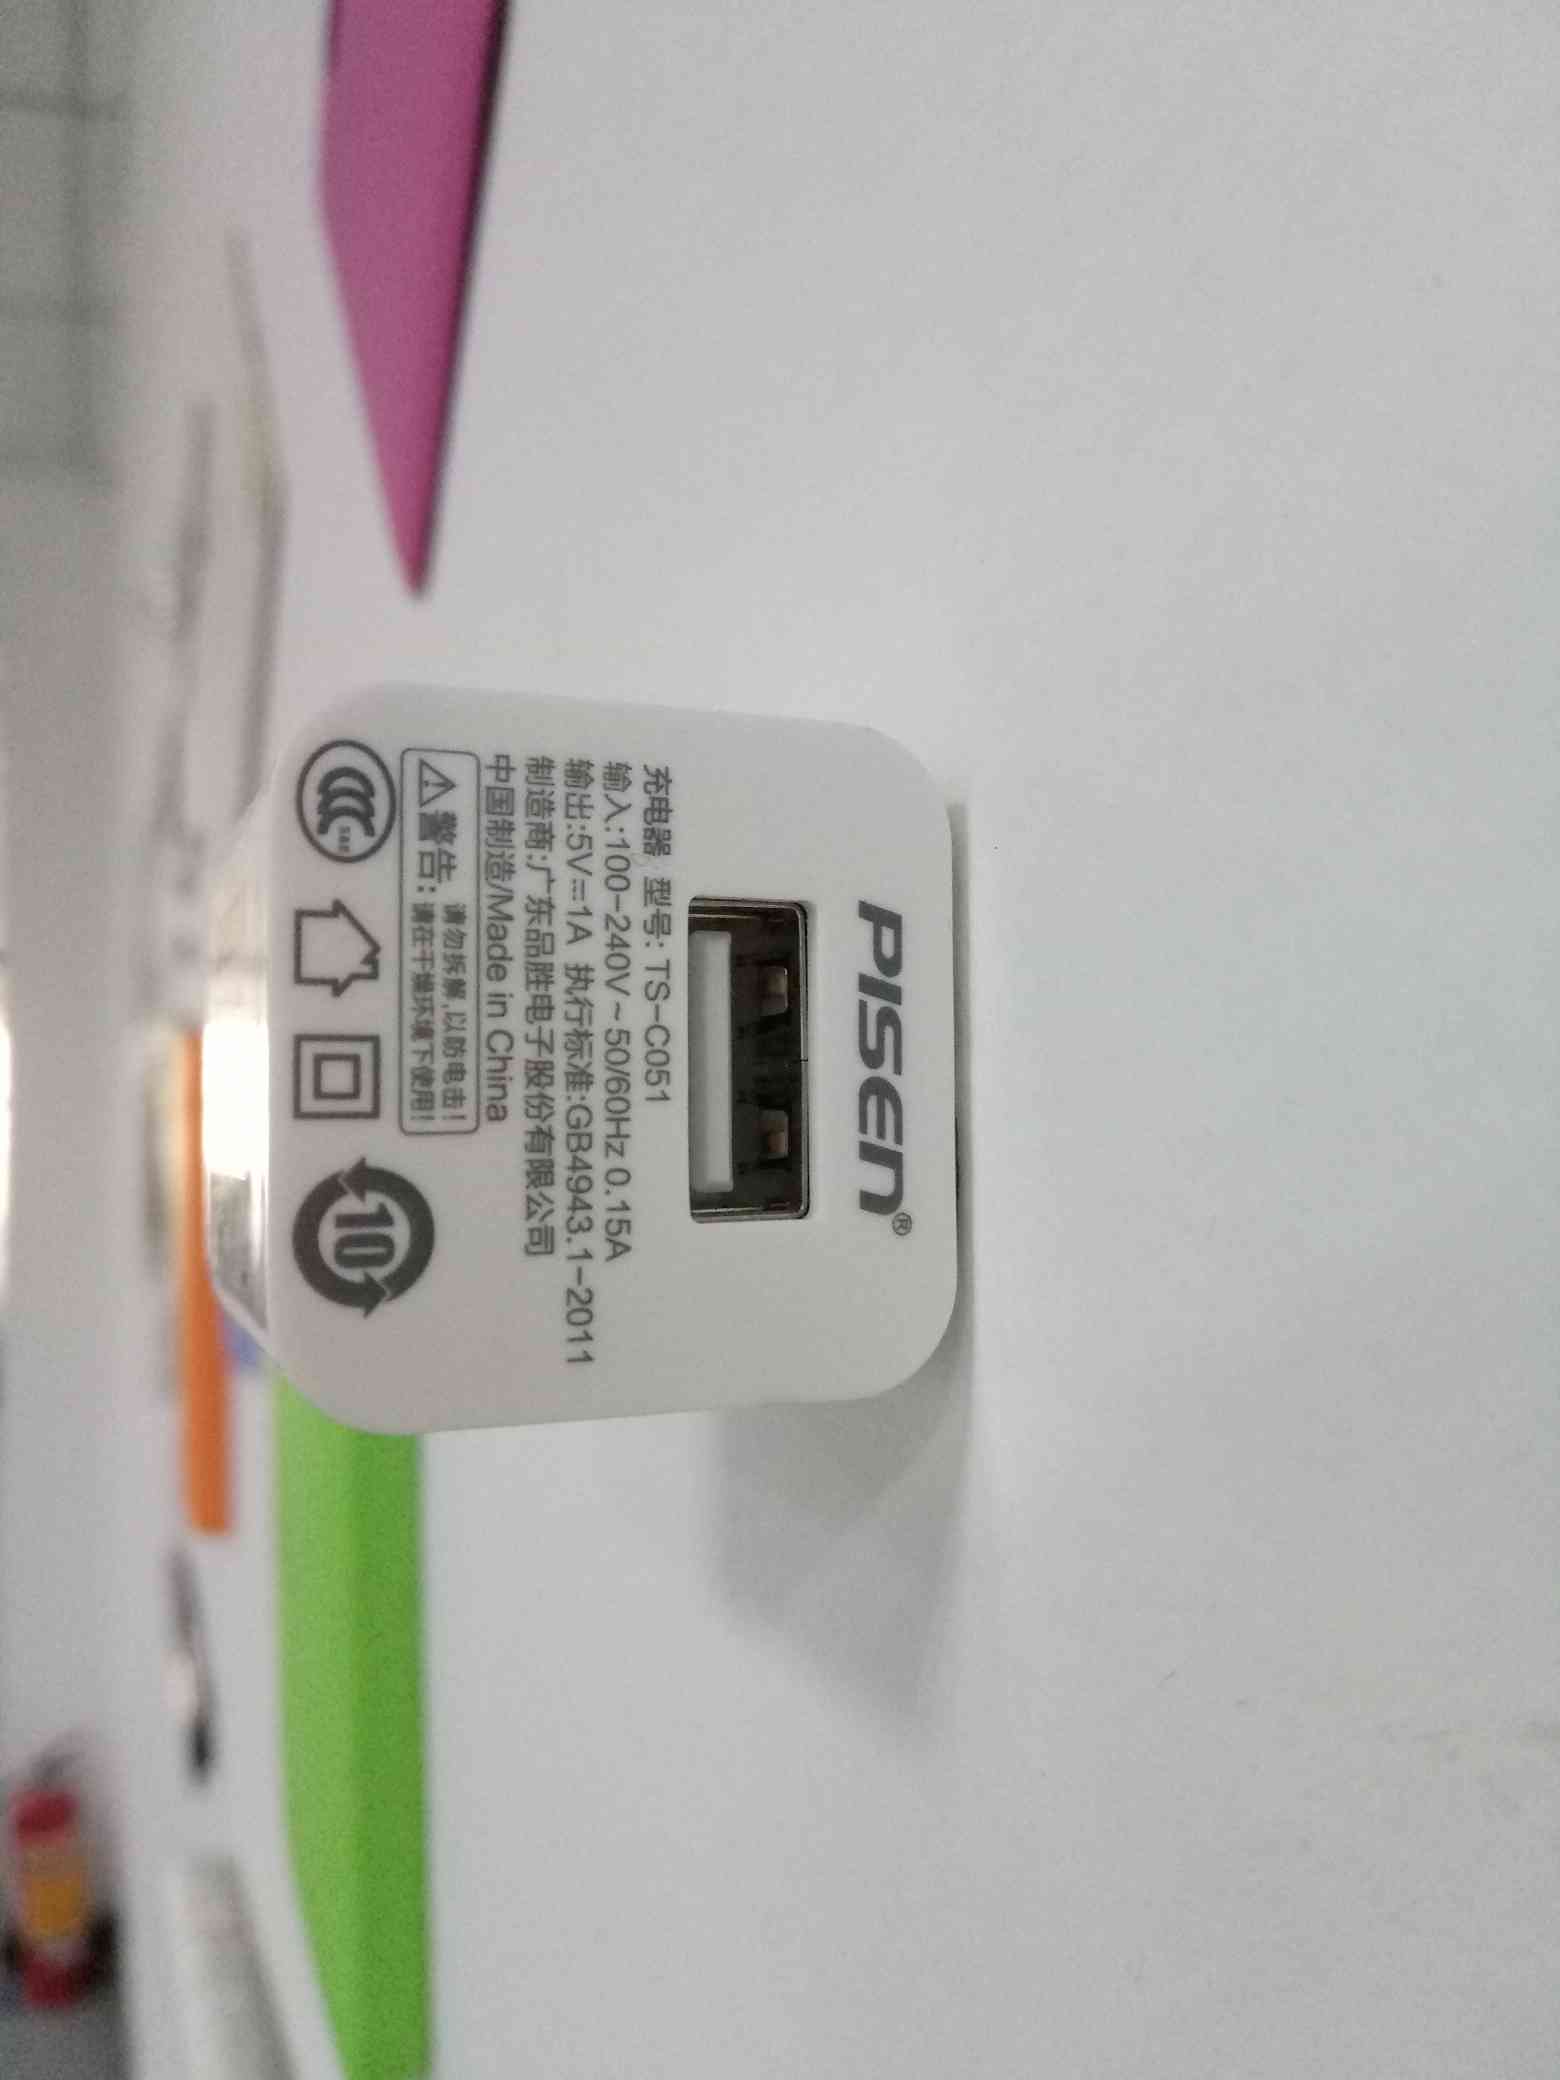 PISEN®
充电器 型号: TS-C051
输入:100-240V~50/60Hz 0.15A
输出:5V⎓1A 执行标准:GB4943.1-2011
制造商:广东品胜电子股份有限公司
中国制造/Made in China
⚠警告: 请勿拆解,以防电击!
请在干燥环境下使用!
CCC S&E
10